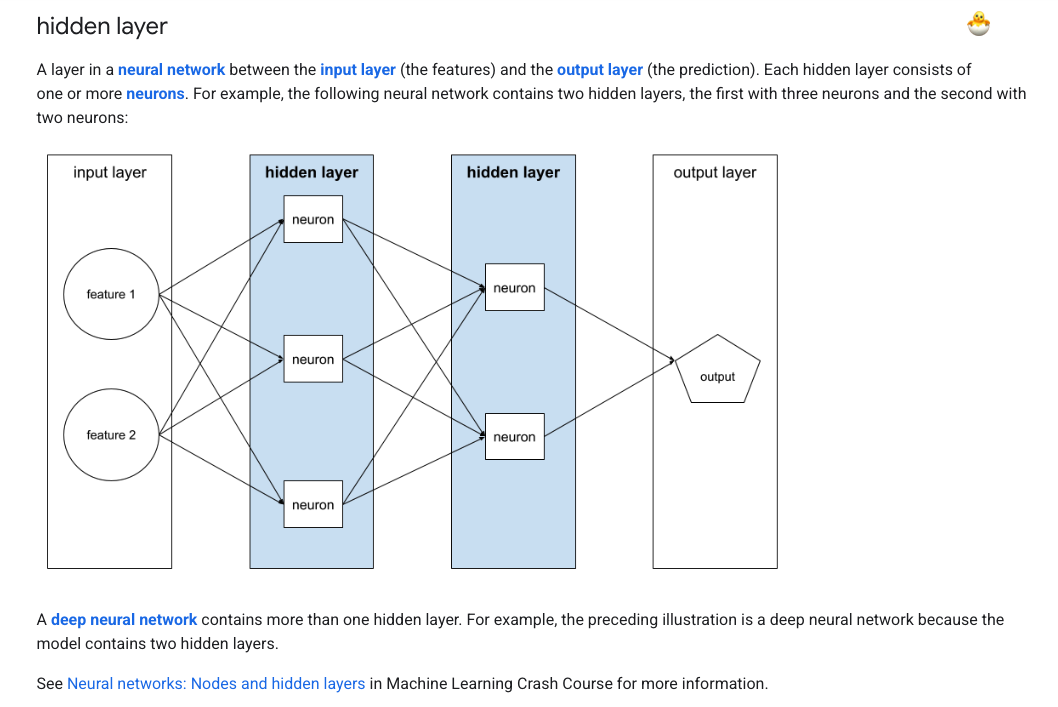 hidden layer
A layer in a neural network between the input layer (the features) and the output layer (the prediction). Each hidden layer consists of
one or more neurons. For example, the following neural network contains two hidden layers, the first with three neurons and the second with
two neurons:
input layer
hidden layer
hidden layer
output layer
neuron
feature 1
neuron
neuron
output
feature 2
neuron
neuron
A deep neural network contains more than one hidden layer. For example, the preceding illustration is a deep neural network because the
model contains two hidden layers.
See Neural networks: Nodes and hidden layers in Machine Learning Crash Course for more information.